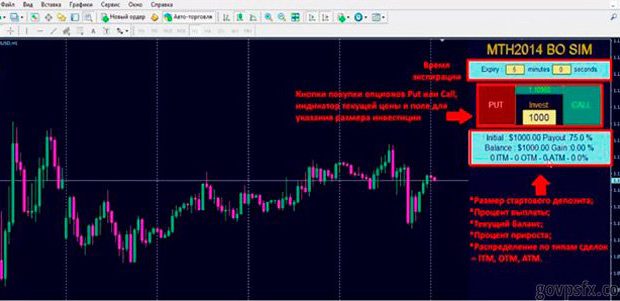 Файл Вид Вставка Графики Сервис Окно Справка
Новый ордер Авто-торговля
USD,H1
MTH2014 BO SIM
Время
экспирации
Expiry : 5 minutes 0 seconds
Кнопки покупки опционов Put или Call,
индикатор текущей цены и поле для
указания размера инвестиции
PUT Invest CALL
1000
Initial : $1000.00 Payout :75.0 %
Balance : $1000.00 Gain :0.00 %
0 ITM - 0 OTM - 0 ATM - 0.0%
*Размер стартового депозита;
*Процент выплаты;
*Текущий баланс;
*Процент прироста;
*Распределение по типам сделок
– ITM, OTM, ATM.
govpsfx.co